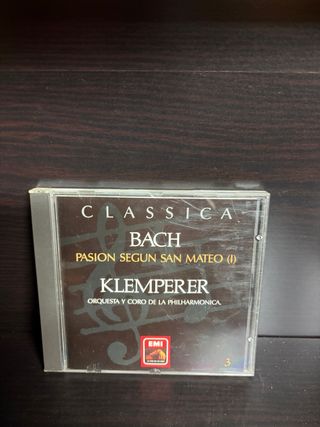 CLASSICA
BACH
PASION SEGUN SAN MATEO (I)
KLEMPERER
ORQUESTA Y CORO DE LA PHILHARMONICA.
EMI
3